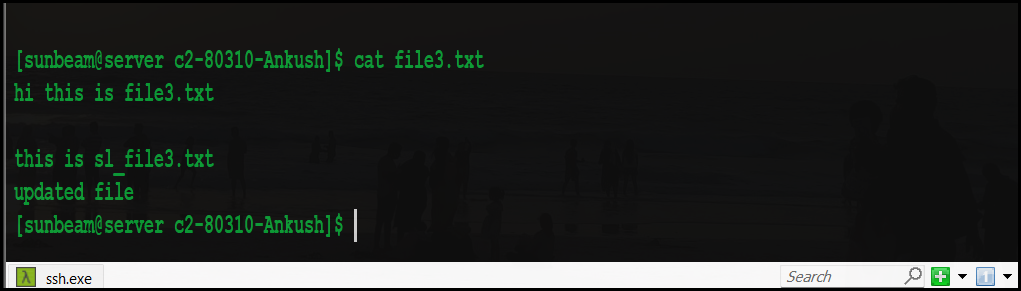 [sunbeam@server c2-80310-Ankush]$ cat file3.txt
hi this is file3.txt
this is sl_file3.txt
updated file
[sunbeam@server c2-80310-Ankush]$
λ ssh.exe Search